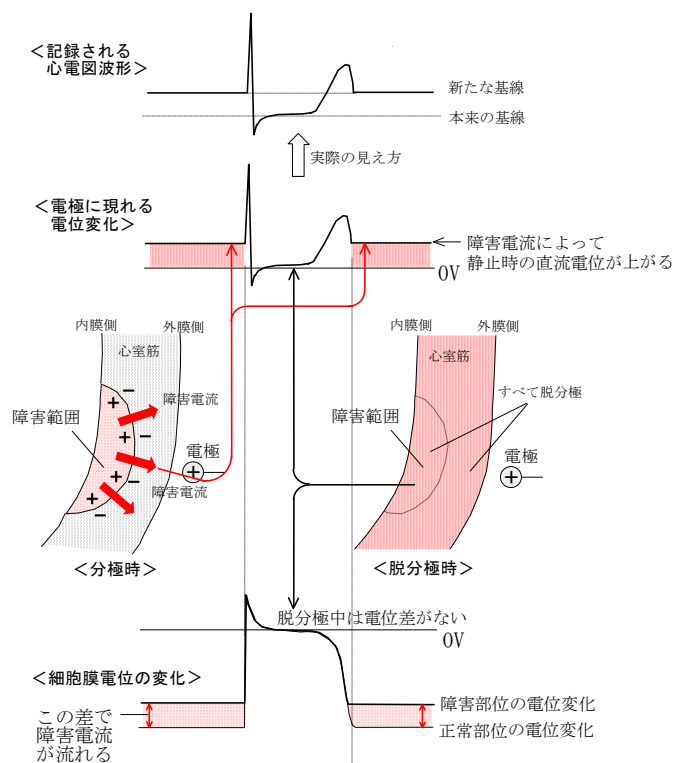 ＜記録される
心電図波形＞
新たな基線
本来の基線
実際の見え方
＜電極に現れる
電位変化＞
障害電流によって
静止時の直流電位が上がる
0V
内膜側
外膜側
心室筋
障害電流
障害範囲
電極
障害電流
＜分極時＞
内膜側
外膜側
心室筋
すべて脱分極
障害範囲
電極
＜脱分極時＞
脱分極中は電位差がない
0V
＜細胞膜電位の変化＞
この差で
障害電流
が流れる
障害部位の電位変化
正常部位の電位変化